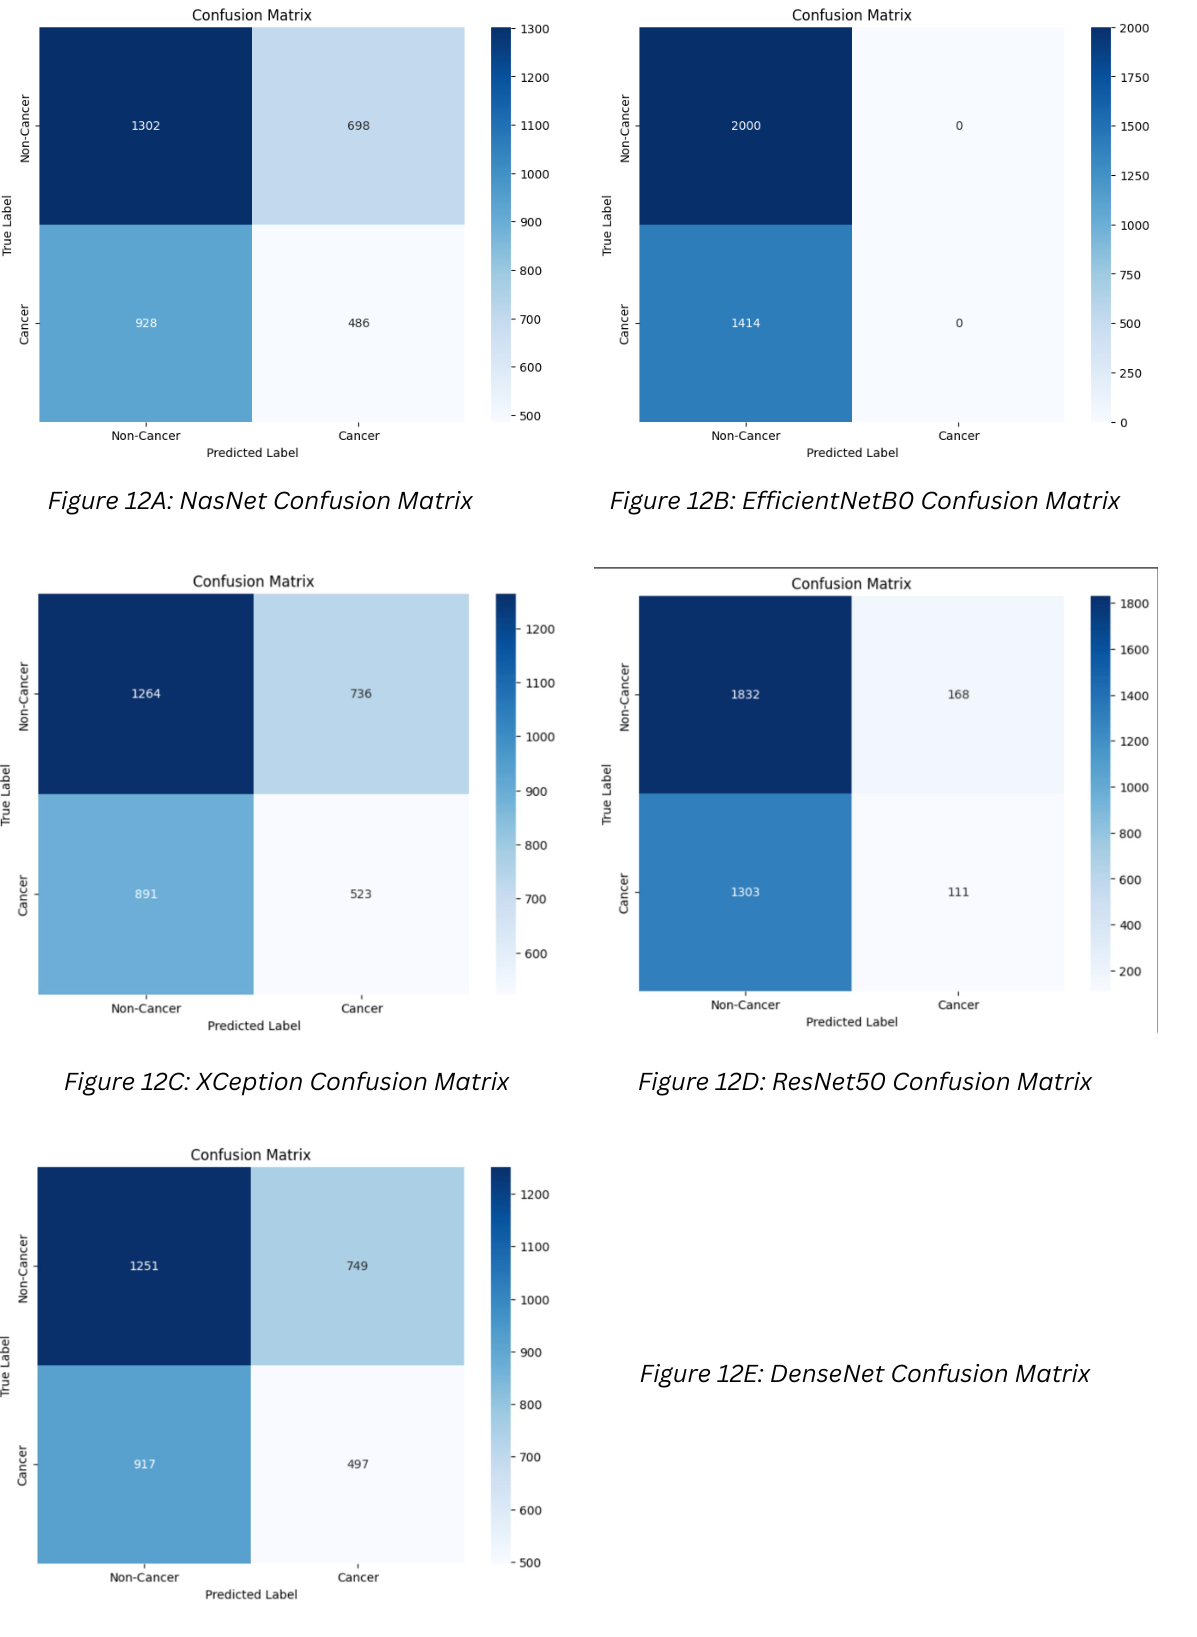 Confusion Matrix
Non-Cancer
Cancer
True Label
1302
698
928
486
Non-Cancer
Cancer
Predicted Label
1300
1200
1100
1000
900
800
700
600
500
Figure 12A: NasNet Confusion Matrix
Confusion Matrix
Non-Cancer
Cancer
True Label
2000
0
1414
0
Non-Cancer
Cancer
Predicted Label
2000
1750
1500
1250
1000
750
500
250
0
Figure 12B: EfficientNetB0 Confusion Matrix
Confusion Matrix
Non-Cancer
Cancer
True Label
1264
736
891
523
Non-Cancer
Cancer
Predicted Label
1200
1100
1000
900
800
700
600
Figure 12C: XCeption Confusion Matrix
Confusion Matrix
Non-Cancer
Cancer
True Label
1832
168
1303
111
Non-Cancer
Cancer
Predicted Label
1800
1600
1400
1200
1000
800
600
400
200
Figure 12D: ResNet50 Confusion Matrix
Confusion Matrix
Non-Cancer
Cancer
True Label
1251
749
917
497
Non-Cancer
Cancer
Predicted Label
1200
1100
1000
900
800
700
600
500
Figure 12E: DenseNet Confusion Matrix